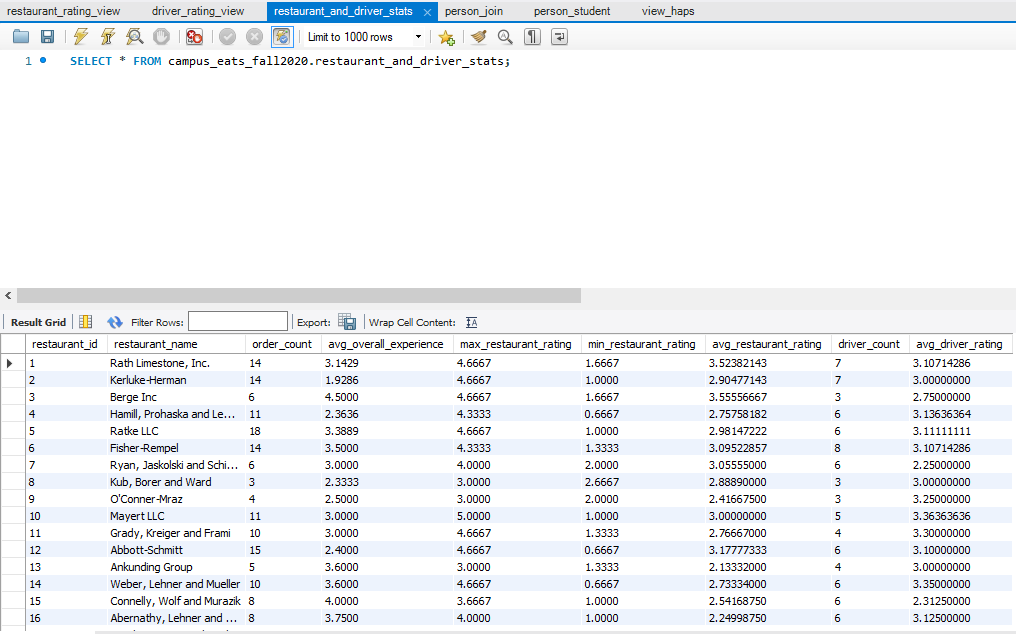 restaurant_rating_view driver_rating_view restaurant_and_driver_stats × person_join person_student view_haps
Limit to 1000 rows
1 SELECT * FROM campus_eats_fall2020.restaurant_and_driver_stats;
Result Grid Filter Rows: Export: Wrap Cell Content:
restaurant_id restaurant_name order_count avg_overall_experience max_restaurant_rating min_restaurant_rating avg_restaurant_rating driver_count avg_driver_rating
1 Rath Limestone, Inc. 14 3.1429 4.6667 1.6667 3.52382143 7 3.10714286
2 Kerluke-Herman 14 1.9286 4.6667 1.0000 2.90477143 7 3.00000000
3 Berge Inc 6 4.5000 4.6667 1.6667 3.55556667 3 2.75000000
4 Hamill, Prohaska and Le... 11 2.3636 4.3333 0.6667 2.75758182 6 3.13636364
5 Ratke LLC 18 3.3889 4.6667 1.0000 2.98147222 6 3.11111111
6 Fisher-Rempel 14 3.5000 4.3333 1.3333 3.09522857 8 3.10714286
7 Ryan, Jaskolski and Schi... 6 3.0000 4.0000 2.0000 3.05555000 6 2.25000000
8 Kub, Borer and Ward 3 2.3333 3.0000 2.6667 2.88890000 3 3.00000000
9 O'Conner-Mraz 4 2.5000 3.0000 2.0000 2.41667500 3 3.25000000
10 Mayert LLC 11 3.0000 5.0000 1.0000 3.00000000 5 3.36363636
11 Grady, Kreiger and Frami 10 3.0000 4.6667 1.3333 2.76667000 4 3.30000000
12 Abbott-Schmitt 15 2.4000 4.6667 0.6667 3.17777333 6 3.10000000
13 Ankunding Group 5 3.6000 3.0000 1.3333 2.13332000 4 3.00000000
14 Weber, Lehner and Mueller 10 3.6000 4.6667 0.6667 2.73334000 6 3.35000000
15 Connelly, Wolf and Murazik 8 4.0000 3.6667 1.0000 2.54168750 6 2.31250000
16 Abernathy, Lehner and ... 8 3.7500 4.0000 1.0000 2.24998750 6 3.12500000